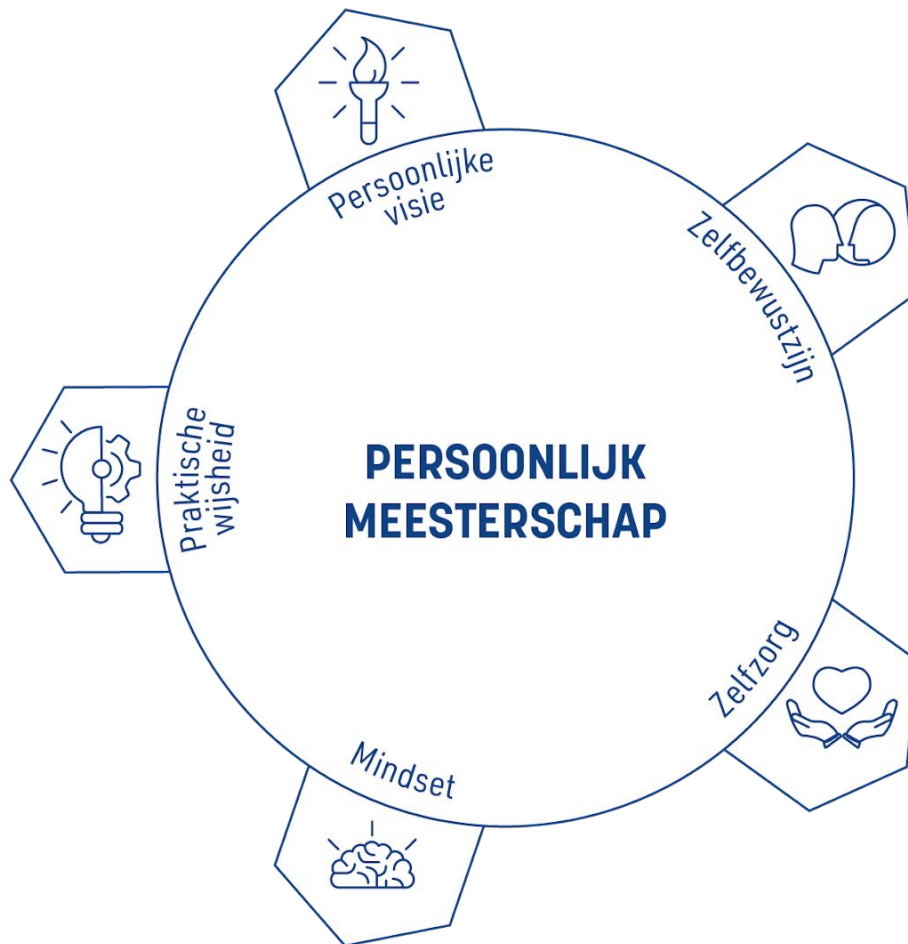 Persoonlijke
visie
Zelfbewustzijn
Praktische
wijsheid
PERSOONLIJK
MEESTERSCHAP
Zelfzorg
Mindset